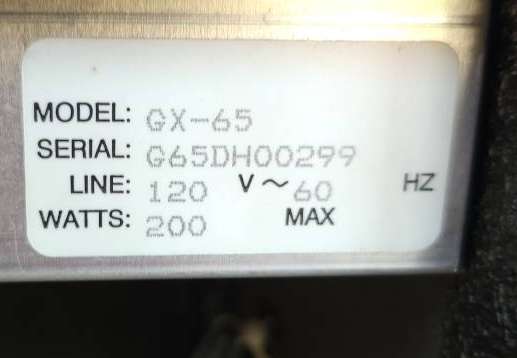 MODEL: GX-65
SERIAL: G65DH00299
LINE: 120 V~60 HZ
WATTS: 200 MAX